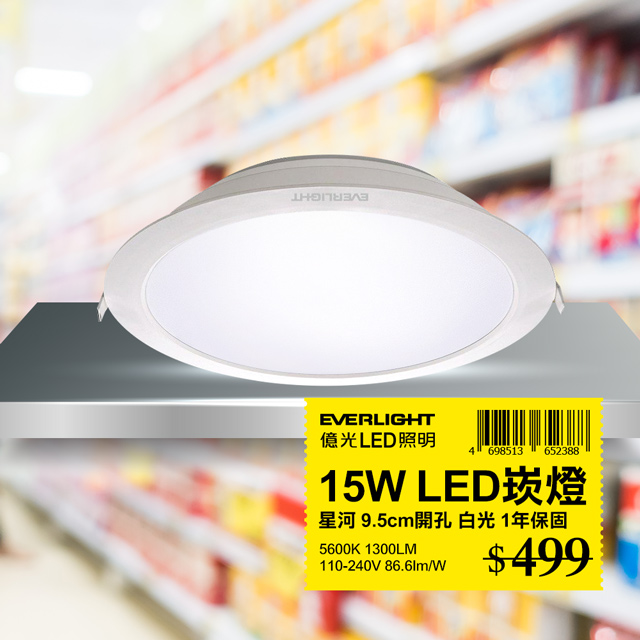 EVERLIGHT
EVERLIGHT
億光LED照明
4 698513 652388
15W LED崁燈
星河 9.5cm開孔 白光 1年保固
5600K 1300LM
110-240V 86.6lm/W
$499